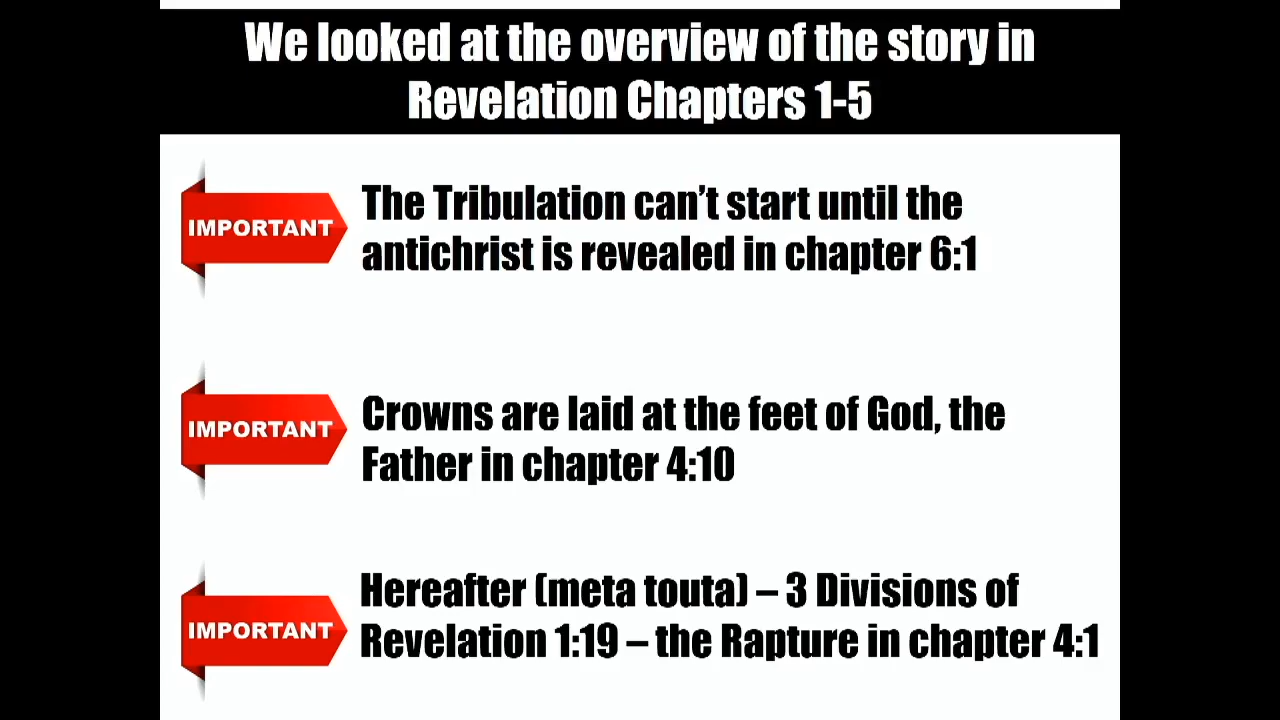 We looked at the overview of the story in
Revelation Chapters 1-5
IMPORTANT
The Tribulation can’t start until the
antichrist is revealed in chapter 6:1
IMPORTANT
Crowns are laid at the feet of God, the
Father in chapter 4:10
IMPORTANT
Hereafter (meta touta) – 3 Divisions of
Revelation 1:19 – the Rapture in chapter 4:1